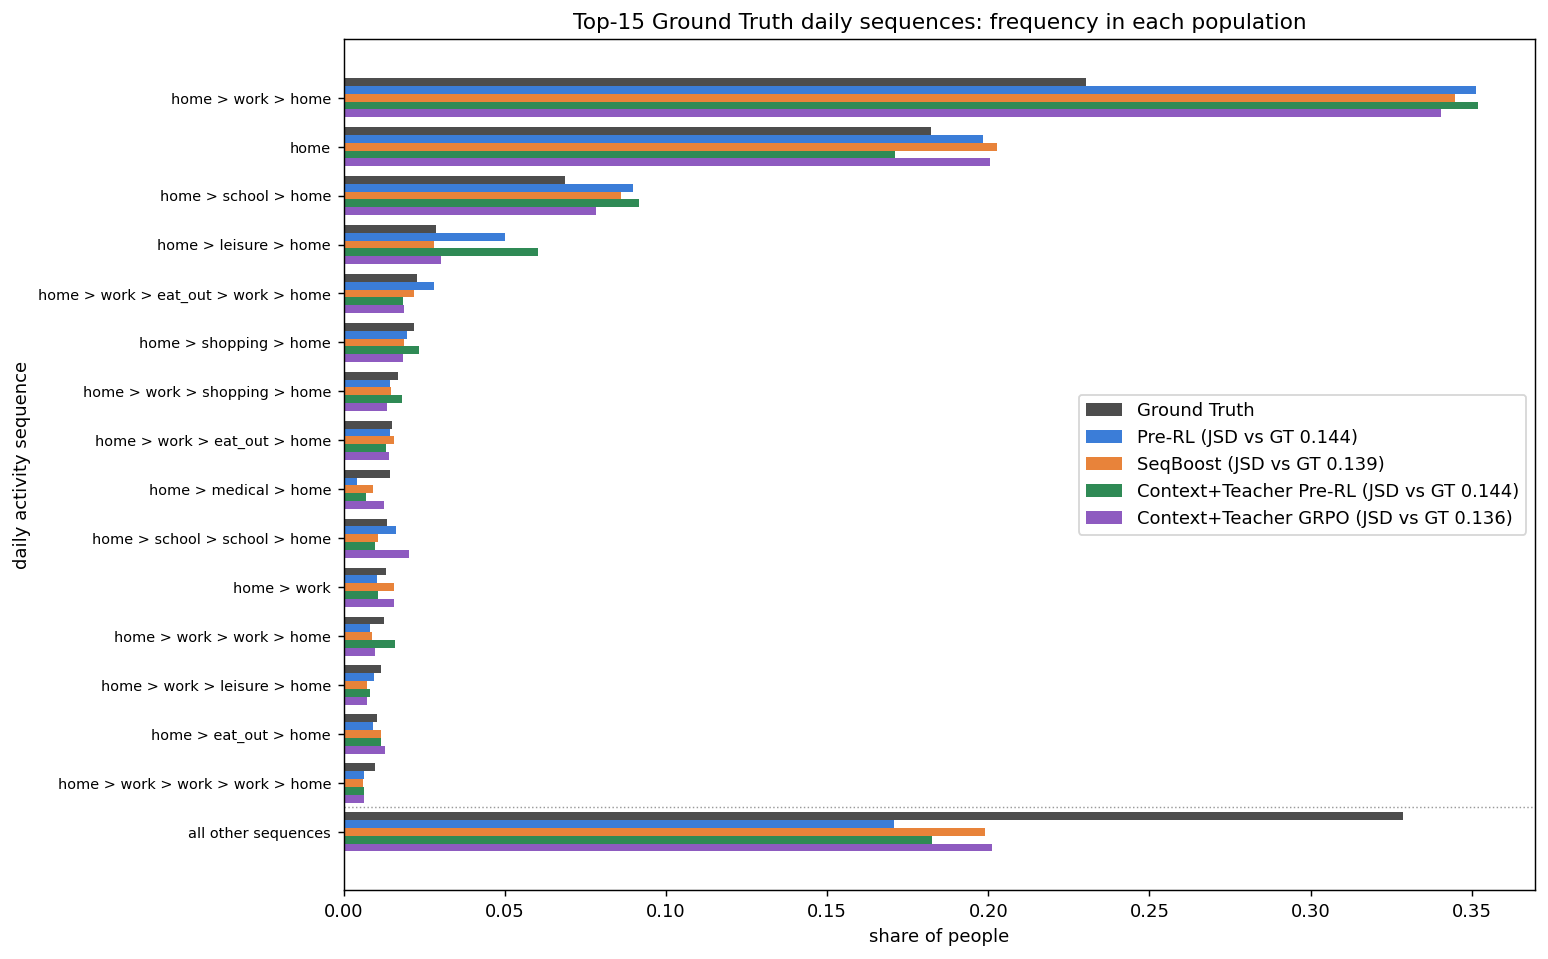 Top-15 Ground Truth daily sequences: frequency in each population
daily activity sequence
home > work > home
home
home > school > home
home > leisure > home
home > work > eat_out > work > home
home > shopping > home
home > work > shopping > home
home > work > eat_out > home
home > medical > home
home > school > school > home
home > work
home > work > work > home
home > work > leisure > home
home > eat_out > home
home > work > work > work > home
all other sequences
Ground Truth
Pre-RL (JSD vs GT 0.144)
SeqBoost (JSD vs GT 0.139)
Context+Teacher Pre-RL (JSD vs GT 0.144)
Context+Teacher GRPO (JSD vs GT 0.136)
0.00 0.05 0.10 0.15 0.20 0.25 0.30 0.35
share of people